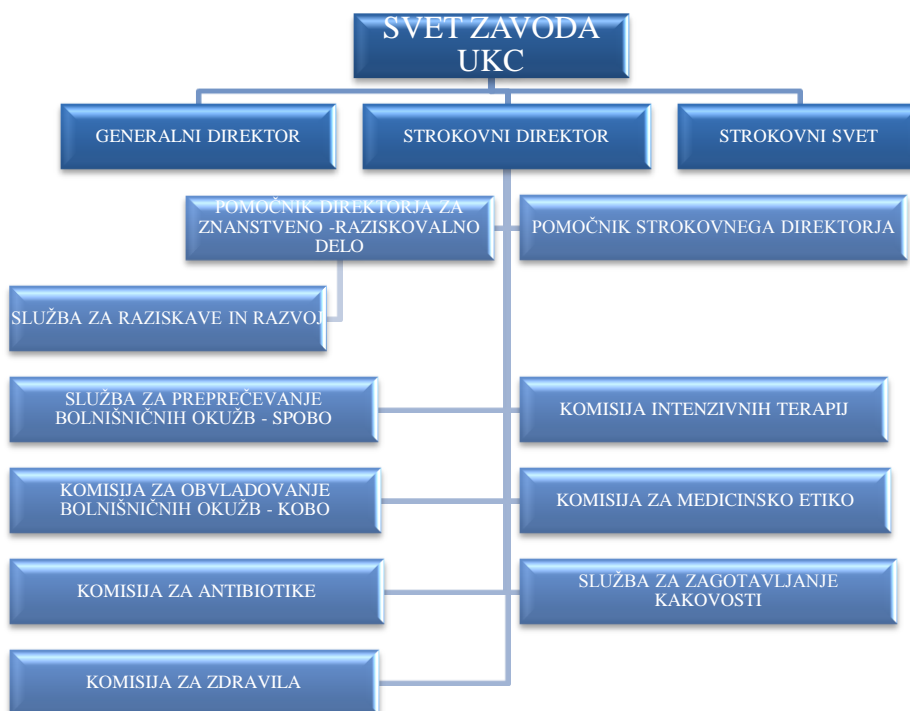 SVET ZAVODA
UKC
GENERALNI DIREKTOR
STROKOVNI DIREKTOR
STROKOVNI SVET
POMOČNIK DIREKTORJA ZA
ZNANSTVENO -RAZISKOVALNO
DELO
POMOČNIK STROKOVNEGA DIREKTORJA
SLUŽBA ZA RAZISKAVE IN RAZVOJ
SLUŽBA ZA PREPREČEVANJE
BOLNIŠNIČNIH OKUŽB - SPOBO
KOMISIJA INTENZIVNIH TERAPIJ
KOMISIJA ZA OBVLADOVANJE
BOLNIŠNIČNIH OKUŽB - KOBO
KOMISIJA ZA MEDICINSKO ETIKO
KOMISIJA ZA ANTIBIOTIKE
SLUŽBA ZA ZAGOTAVLJANJE
KAKOVOSTI
KOMISIJA ZA ZDRAVILA